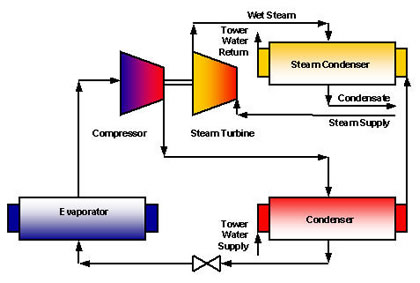 Wet Steam
Tower
Water
Return
Steam Condenser
Condensate
Steam Supply
Compressor
Steam Turbine
Evaporator
Condenser
Tower
Water
Supply